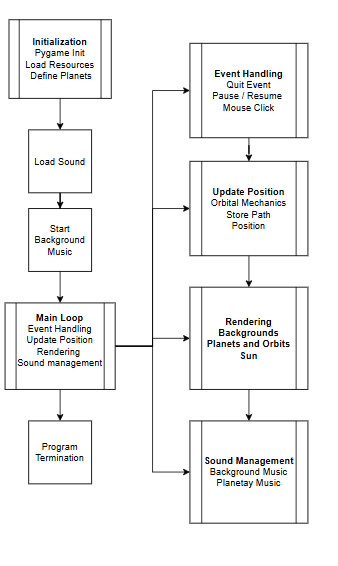 Initialization
Pygame Init
Load Resources
Define Planets
Load Sound
Start
Background
Music
Main Loop
Event Handling
Update Position
Rendering
Sound management
Program
Termination
Event Handling
Quit Event
Pause / Resume
Mouse Click
Update Position
Orbital Mechanics
Store Path
Position
Rendering
Backgrounds
Planets and Orbits
Sun
Sound Management
Background Music
Planetay Music